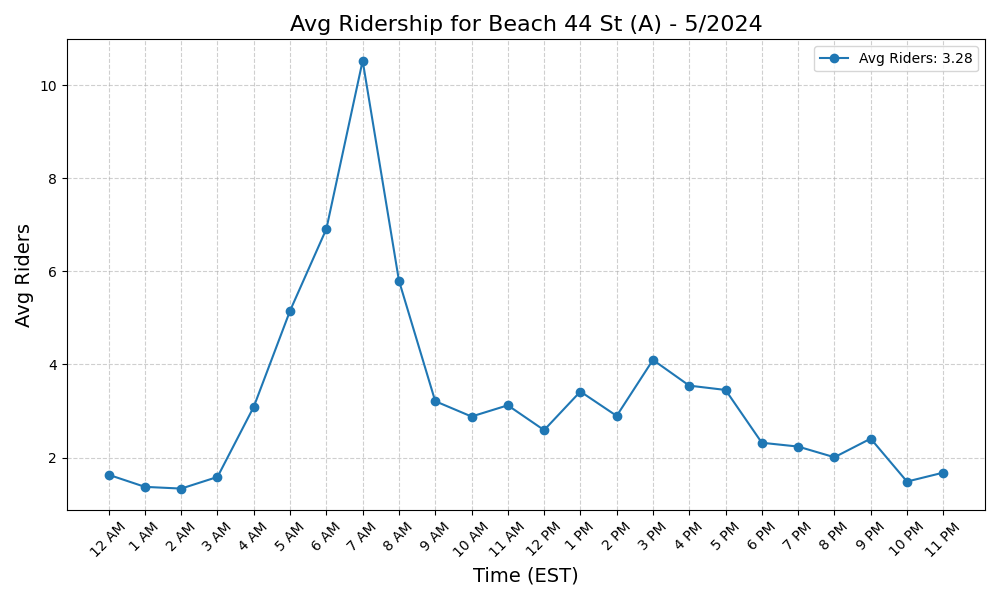 Avg Ridership for Beach 44 St (A) - 5/2024
Avg Riders: 3.28
Avg Riders
10
8
6
4
2
12 AM
1 AM
2 AM
3 AM
4 AM
5 AM
6 AM
7 AM
8 AM
9 AM
10 AM
11 AM
12 PM
1 PM
2 PM
3 PM
4 PM
5 PM
6 PM
7 PM
8 PM
9 PM
10 PM
11 PM
Time (EST)